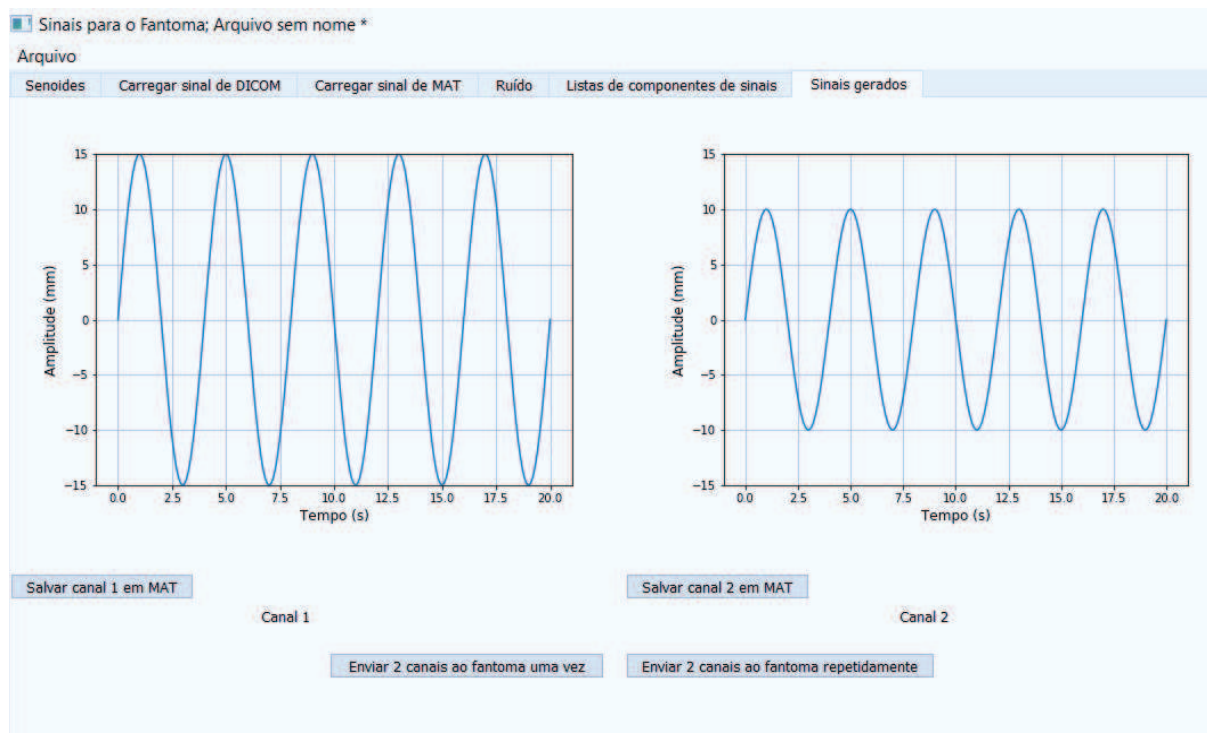 Sinais para o Fantoma; Arquivo sem nome *
Arquivo
Senoides Carregar sinal de DICOM Carregar sinal de MAT Ruído Listas de componentes de sinais Sinais gerados
15
10
5
0
−5
−10
−15
Amplitude (mm)
0.0 2.5 5.0 7.5 10.0 12.5 15.0 17.5 20.0
Tempo (s)
15
10
5
0
−5
−10
−15
Amplitude (mm)
0.0 2.5 5.0 7.5 10.0 12.5 15.0 17.5 20.0
Tempo (s)
Salvar canal 1 em MAT Salvar canal 2 em MAT
Canal 1 Canal 2
Enviar 2 canais ao fantoma uma vez Enviar 2 canais ao fantoma repetidamente